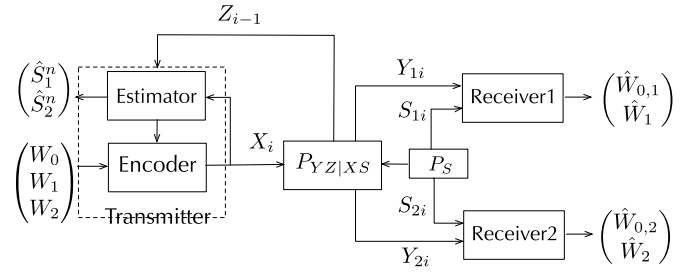 Z_{i−1}
(Ŝ_1^n
Ŝ_2^n)
Estimator
Encoder
(W_0
W_1
W_2)
Transmitter
X_i
P_{YZ|XS}
P_S
Y_{1i}
S_{1i}
Receiver1
(Ŵ_{0,1}
Ŵ_1)
S_{2i}
Y_{2i}
Receiver2
(Ŵ_{0,2}
Ŵ_2)